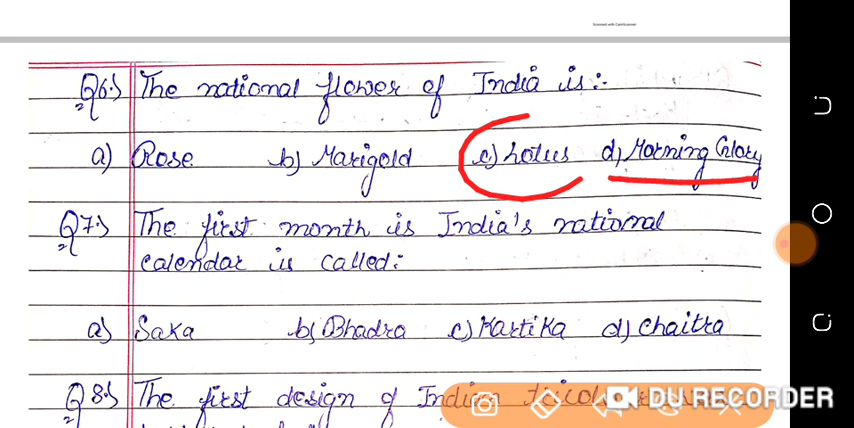 Scanned with CamScanner
Q6.) The national flower of India is:-
a) Rose b) Marigold c) Lotus d) Morning Glory
Q7.) The first month is India's national
calendar is called:
a) Saka b) Bhadra c) Kartika d) Chaitra
Q8.) The first design of Indian
DU RECORDER